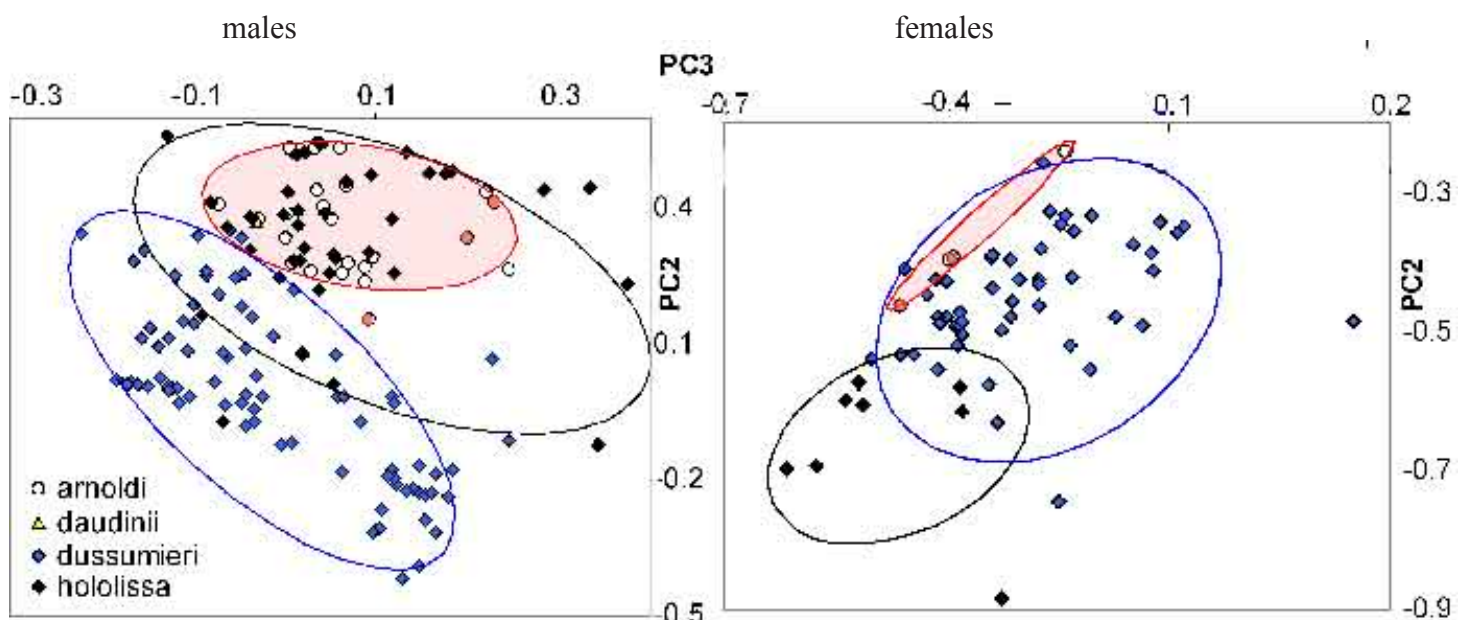 males
females
PC3
-0.3 -0.1 0.1 0.3
-0.7 -0.4 0.1 0.2
0.4
PC2
0.1
-0.2
-0.5
-0.3
PC2
-0.5
-0.7
-0.9
arnoldi
daudinii
dussumieri
hololissa